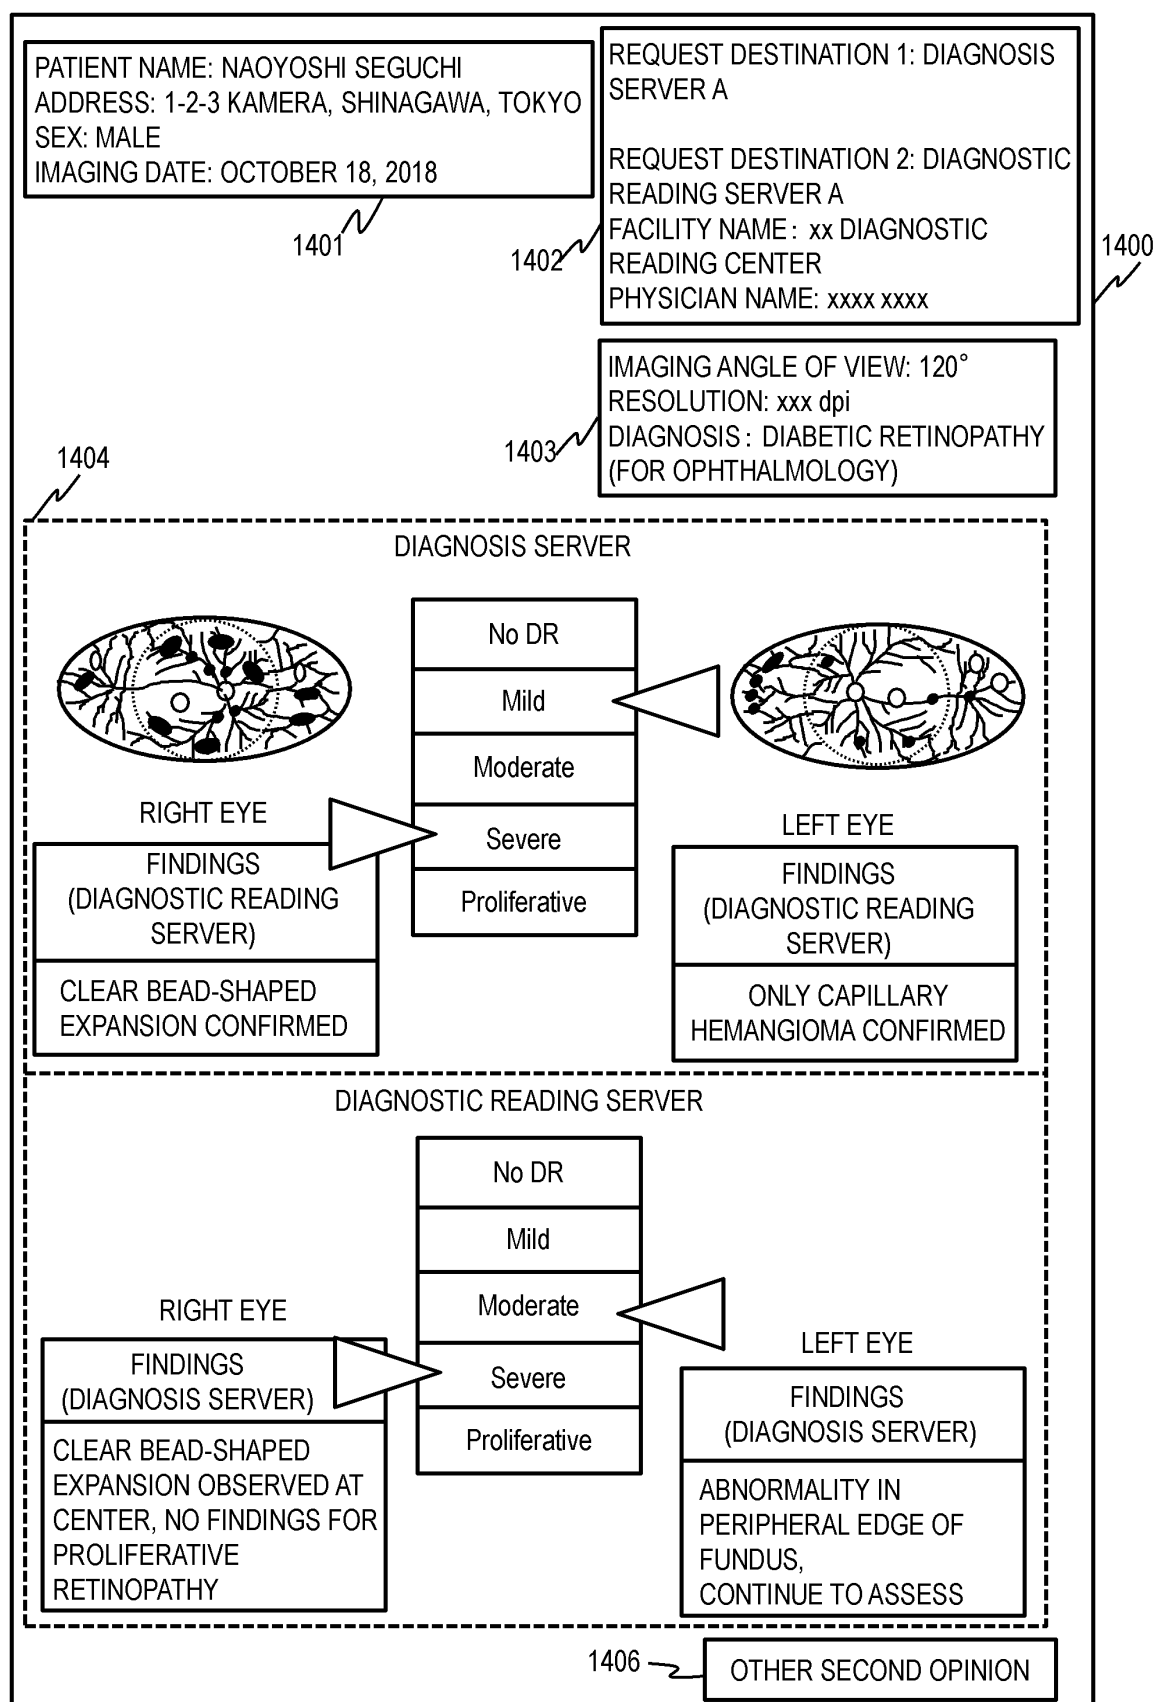 PATIENT NAME: NAOYOSHI SEGUCHI
ADDRESS: 1-2-3 KAMERA, SHINAGAWA, TOKYO
SEX: MALE
IMAGING DATE: OCTOBER 18, 2018
1401
REQUEST DESTINATION 1: DIAGNOSIS
SERVER A
REQUEST DESTINATION 2: DIAGNOSTIC
READING SERVER A
FACILITY NAME: xx DIAGNOSTIC
READING CENTER
PHYSICIAN NAME: xxxx xxxx
1402
1400
IMAGING ANGLE OF VIEW: 120°
RESOLUTION: xxx dpi
DIAGNOSIS: DIABETIC RETINOPATHY
(FOR OPHTHALMOLOGY)
1403
1404
DIAGNOSIS SERVER
No DR
Mild
Moderate
Severe
Proliferative
RIGHT EYE
FINDINGS
(DIAGNOSTIC READING
SERVER)
CLEAR BEAD-SHAPED
EXPANSION CONFIRMED
LEFT EYE
FINDINGS
(DIAGNOSTIC READING
SERVER)
ONLY CAPILLARY
HEMANGIOMA CONFIRMED
DIAGNOSTIC READING SERVER
No DR
Mild
Moderate
Severe
Proliferative
RIGHT EYE
FINDINGS
(DIAGNOSIS SERVER)
CLEAR BEAD-SHAPED
EXPANSION OBSERVED AT
CENTER, NO FINDINGS FOR
PROLIFERATIVE
RETINOPATHY
LEFT EYE
FINDINGS
(DIAGNOSIS SERVER)
ABNORMALITY IN
PERIPHERAL EDGE OF
FUNDUS,
CONTINUE TO ASSESS
1406
OTHER SECOND OPINION